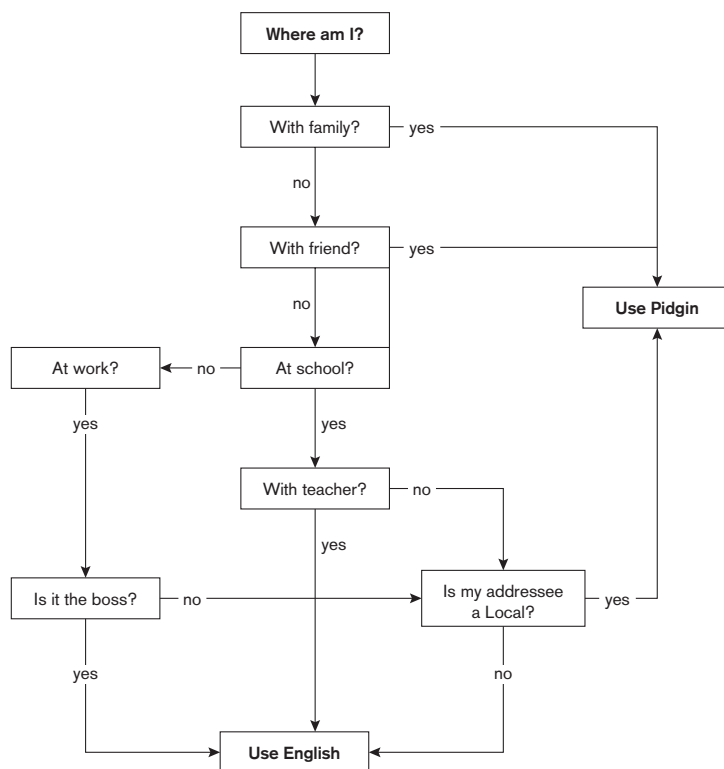 Where am I?
With family?
yes
no
With friend?
yes
no
Use Pidgin
At work?
no
At school?
yes
yes
With teacher?
no
yes
Is it the boss?
no
Is my addressee
a Local?
yes
yes
no
Use English